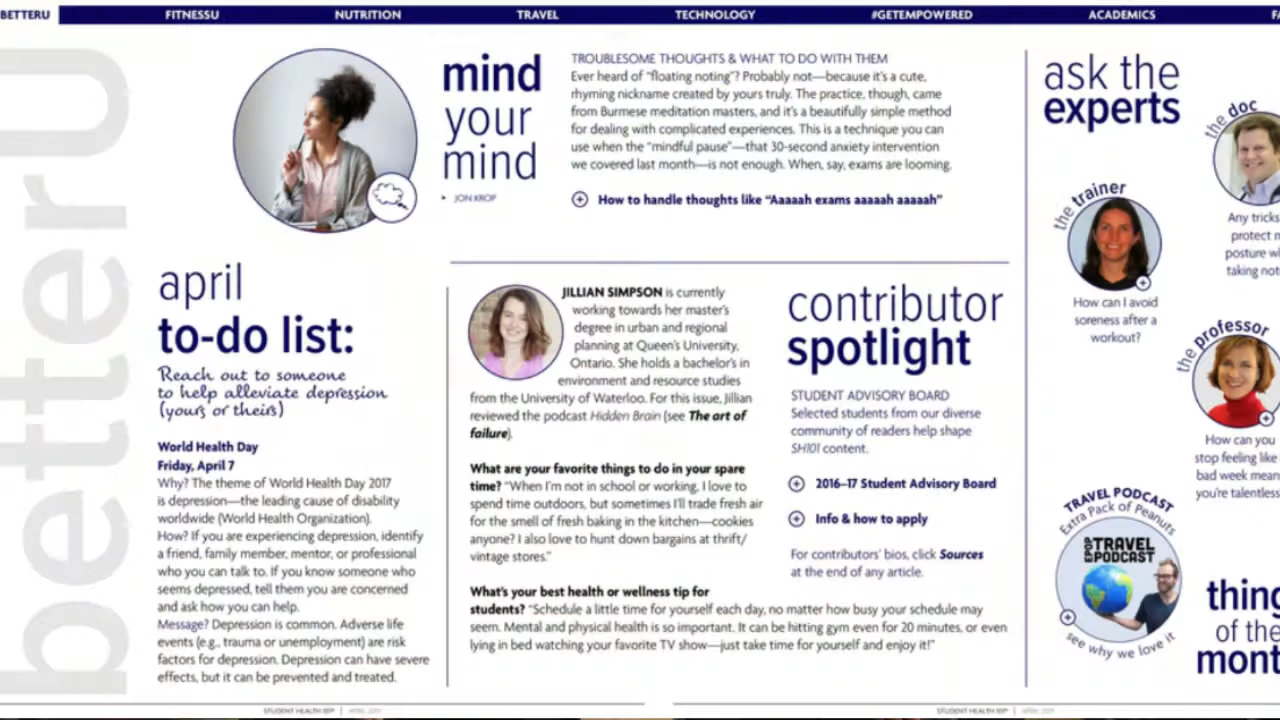 BETTERU
FITNESSU
NUTRITION
TRAVEL
TECHNOLOGY
#GETEMPOWERED
ACADEMICS
betterU
mind
your
mind
JON KROP
TROUBLESOME THOUGHTS & WHAT TO DO WITH THEM
Ever heard of “floating noting”? Probably not—because it’s a cute,
rhyming nickname created by yours truly. The practice, though, came
from Burmese meditation masters, and it’s a beautifully simple method
for dealing with complicated experiences. This is a technique you can
use when the “mindful pause”—that 30-second anxiety intervention
we covered last month—is not enough. When, say, exams are looming.
How to handle thoughts like “Aaaaah exams aaaaah aaaaah”
april
to-do list:
Reach out to someone
to help alleviate depression
(yours or theirs)
World Health Day
Friday, April 7
Why? The theme of World Health Day 2017
is depression—the leading cause of disability
worldwide (World Health Organization).
How? If you are experiencing depression, identify
a friend, family member, mentor, or professional
who you can talk to. If you know someone who
seems depressed, tell them you are concerned
and ask how you can help.
Message? Depression is common. Adverse life
events (e.g., trauma or unemployment) are risk
factors for depression. Depression can have severe
effects, but it can be prevented and treated.
JILLIAN SIMPSON is currently
working towards her master’s
degree in urban and regional
planning at Queen’s University,
Ontario. She holds a bachelor’s in
environment and resource studies
from the University of Waterloo. For this issue, Jillian
reviewed the podcast Hidden Brain (see The art of
failure).
What are your favorite things to do in your spare
time? “When I’m not in school or working, I love to
spend time outdoors, but sometimes I’ll trade fresh air
for the smell of fresh baking in the kitchen—cookies
anyone? I also love to hunt down bargains at thrift/
vintage stores.”
What’s your best health or wellness tip for
students? “Schedule a little time for yourself each day, no matter how busy your schedule may
seem. Mental and physical health is so important. It can be hitting gym even for 20 minutes, or even
lying in bed watching your favorite TV show—just take time for yourself and enjoy it!”
contributor
spotlight
STUDENT ADVISORY BOARD
Selected students from our diverse
community of readers help shape
SH101 content.
2016–17 Student Advisory Board
Info & how to apply
For contributors’ bios, click Sources
at the end of any article.
ask the
experts
the doc
Any tricks
protect
posture
taking
the trainer
How can I avoid
soreness after a
workout?
the professor
How can you
stop feeling like
bad week mean
you’re talentless
TRAVEL PODCAST
Extra Pack of Peanuts
EPOP TRAVEL
PODCAST
see why we love it
thing
of the
mont
STUDENT HEALTH 101 | APRIL 2017
STUDENT HEALTH 101 | APRIL 2017